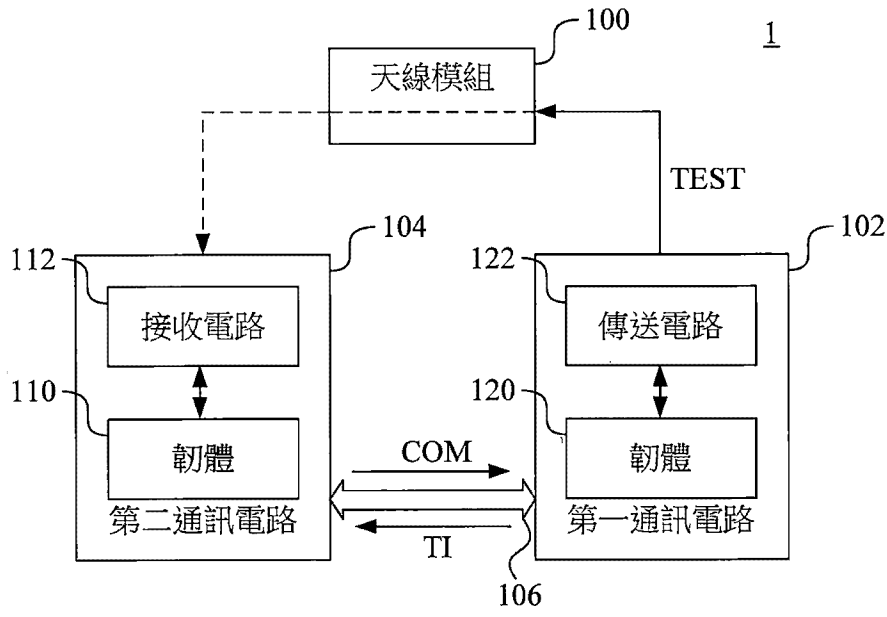 100
1
天線模組
TEST
104
102
112
122
接收電路
傳送電路
110
120
韌體
COM
韌體
第二通訊電路
第一通訊電路
TI
106